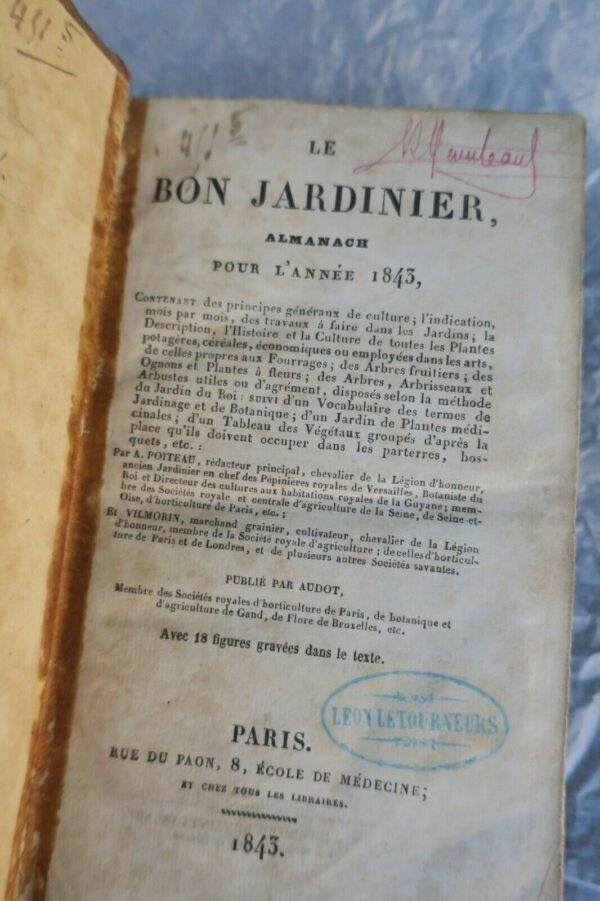 411 5
411 5
LE
BON JARDINIER,
ALMANACH
POUR L'ANNÉE 1843,
CONTENANT des principes généraux de culture; l'indication,
mois par mois, des travaux à faire dans les Jardins; la
Description, l'Histoire et la Culture de toutes les Plantes
potagères, céréales, économiques ou employées dans les arts,
de celles propres aux Fourrages; des Arbres fruitiers; des
Ognons et Plantes à fleurs; des Arbres, Arbrisseaux et
Arbustes utiles ou d'agrément, disposés selon la méthode
du Jardin du Roi: suivi d'un Vocabulaire des termes de
Jardinage et de Botanique; d'un Jardin de Plantes médi-
cinales; d'un Tableau des Végétaux groupés d'après la
place qu'ils doivent occuper dans les parterres, bos-
quets, etc.:
Par A. POITEAU, rédacteur principal, chevalier de la Légion d'honneur,
ancien Jardinier en chef des Pépinières royales de Versailles, Botaniste du
Roi et Directeur des cultures aux habitations royales de la Guyane; mem-
bre des Sociétés royale et centrale d'agriculture de la Seine, de Seine-et-
Oise, d'horticulture de Paris, etc.;
Et VILMORIN, marchand grainier, cultivateur, chevalier de la Légion
d'honneur, membre de la Société royale d'agriculture; de celles d'horticul-
ture de Paris et de Londres, et de plusieurs autres Sociétés savantes.
PUBLIÉ PAR AUDOT,
Membre des Sociétés royales d'horticulture de Paris, de botanique et
d'agriculture de Gand, de Flore de Bruxelles, etc.
Avec 18 figures gravées dans le texte.
LEON LETOURNEURS
PARIS.
RUE DU PAON, 8, ÉCOLE DE MÉDECINE;
ET CHEZ TOUS LES LIBRAIRES.
1843.